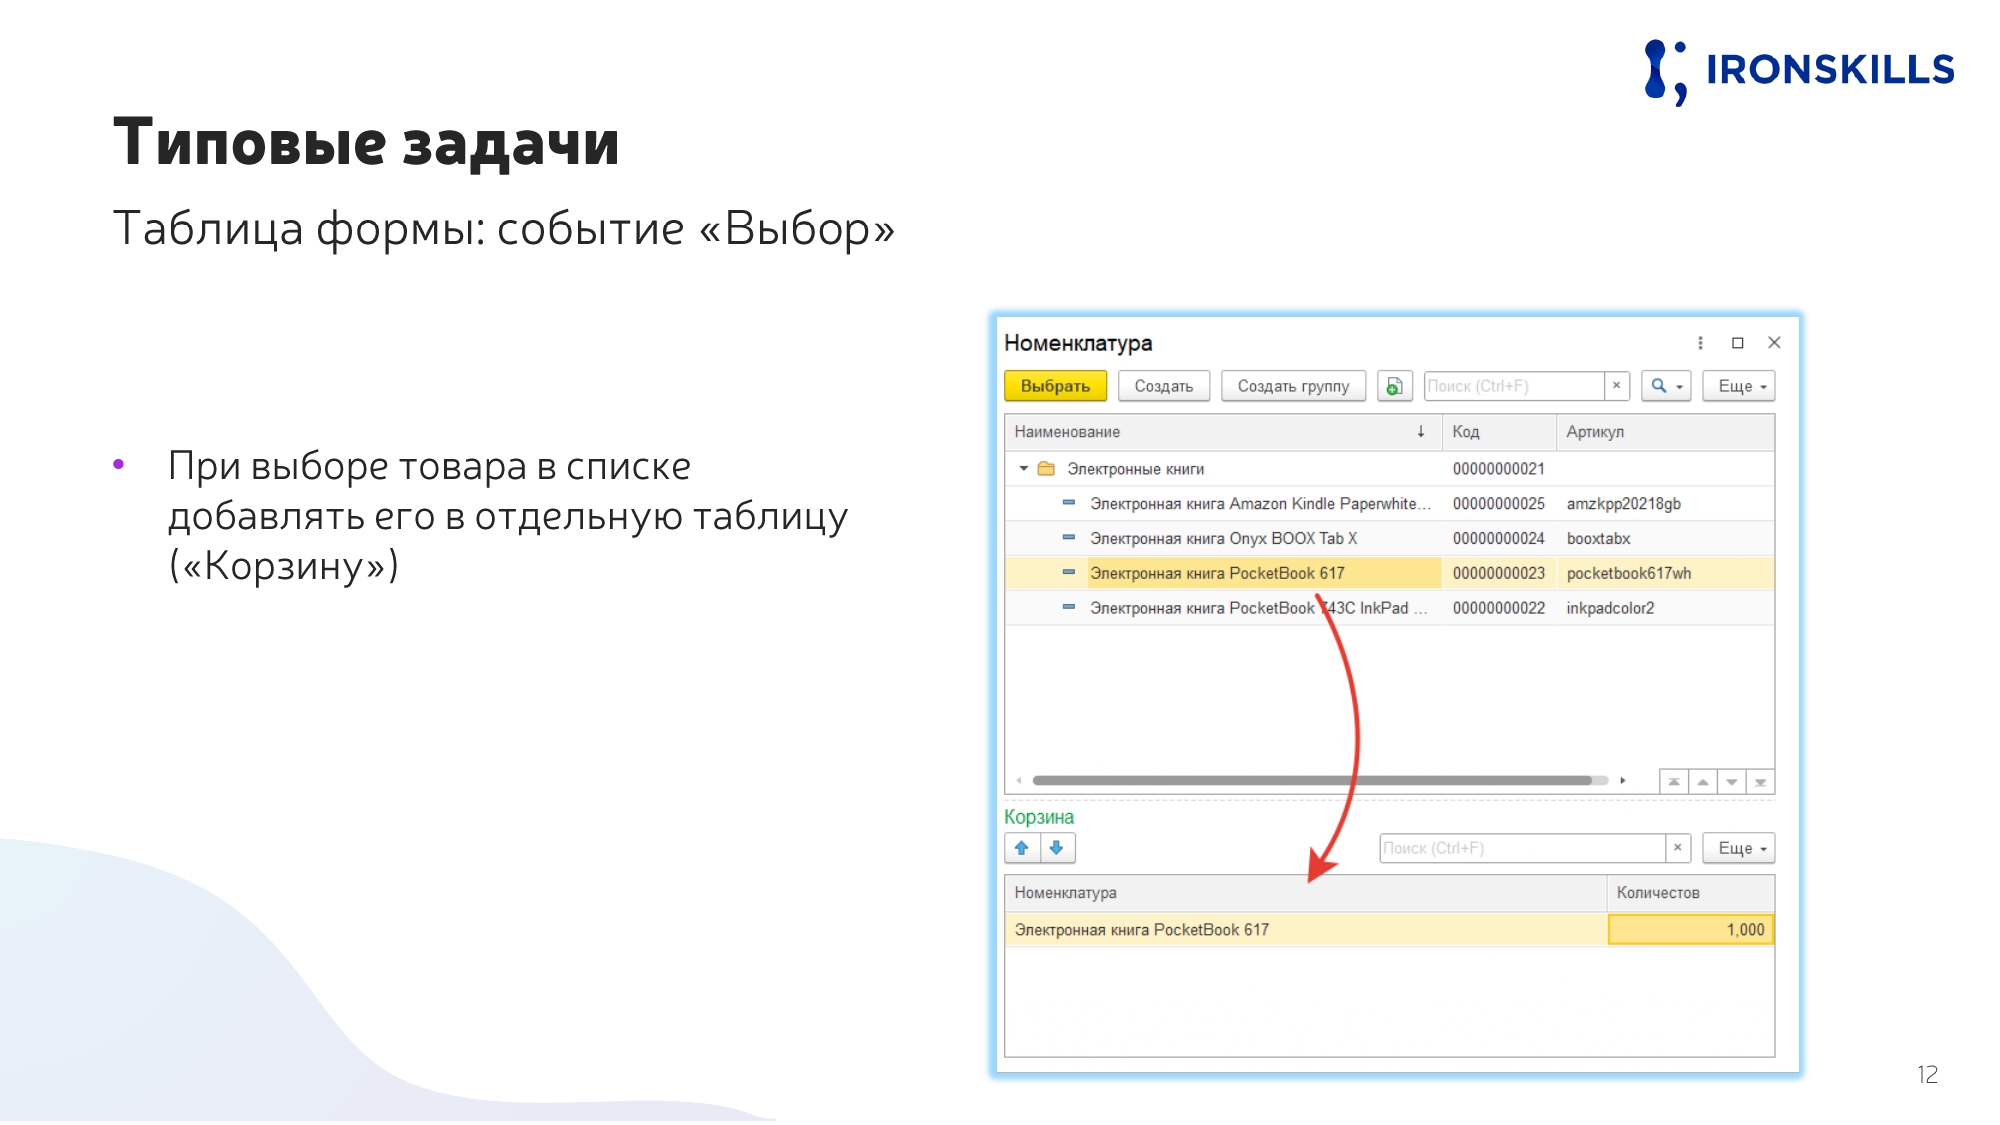 IRONSKILLS
Типовые задачи
Таблица формы: событие «Выбор»
• При выборе товара в списке
добавлять его в отдельную таблицу
(«Корзину»)
Номенклатура
Выбрать Создать Создать группу Поиск (Ctrl+F) × Еще
Наименование ↓ Код Артикул
Электронные книги 00000000021
Электронная книга Amazon Kindle Paperwhite... 00000000025 amzkpp20218gb
Электронная книга Onyx BOOX Tab X 00000000024 booxtabx
Электронная книга PocketBook 617 00000000023 pocketbook617wh
Электронная книга PocketBook 743C InkPad ... 00000000022 inkpadcolor2
Корзина
Поиск (Ctrl+F) × Еще
Номенклатура Количестов
Электронная книга PocketBook 617 1,000
12